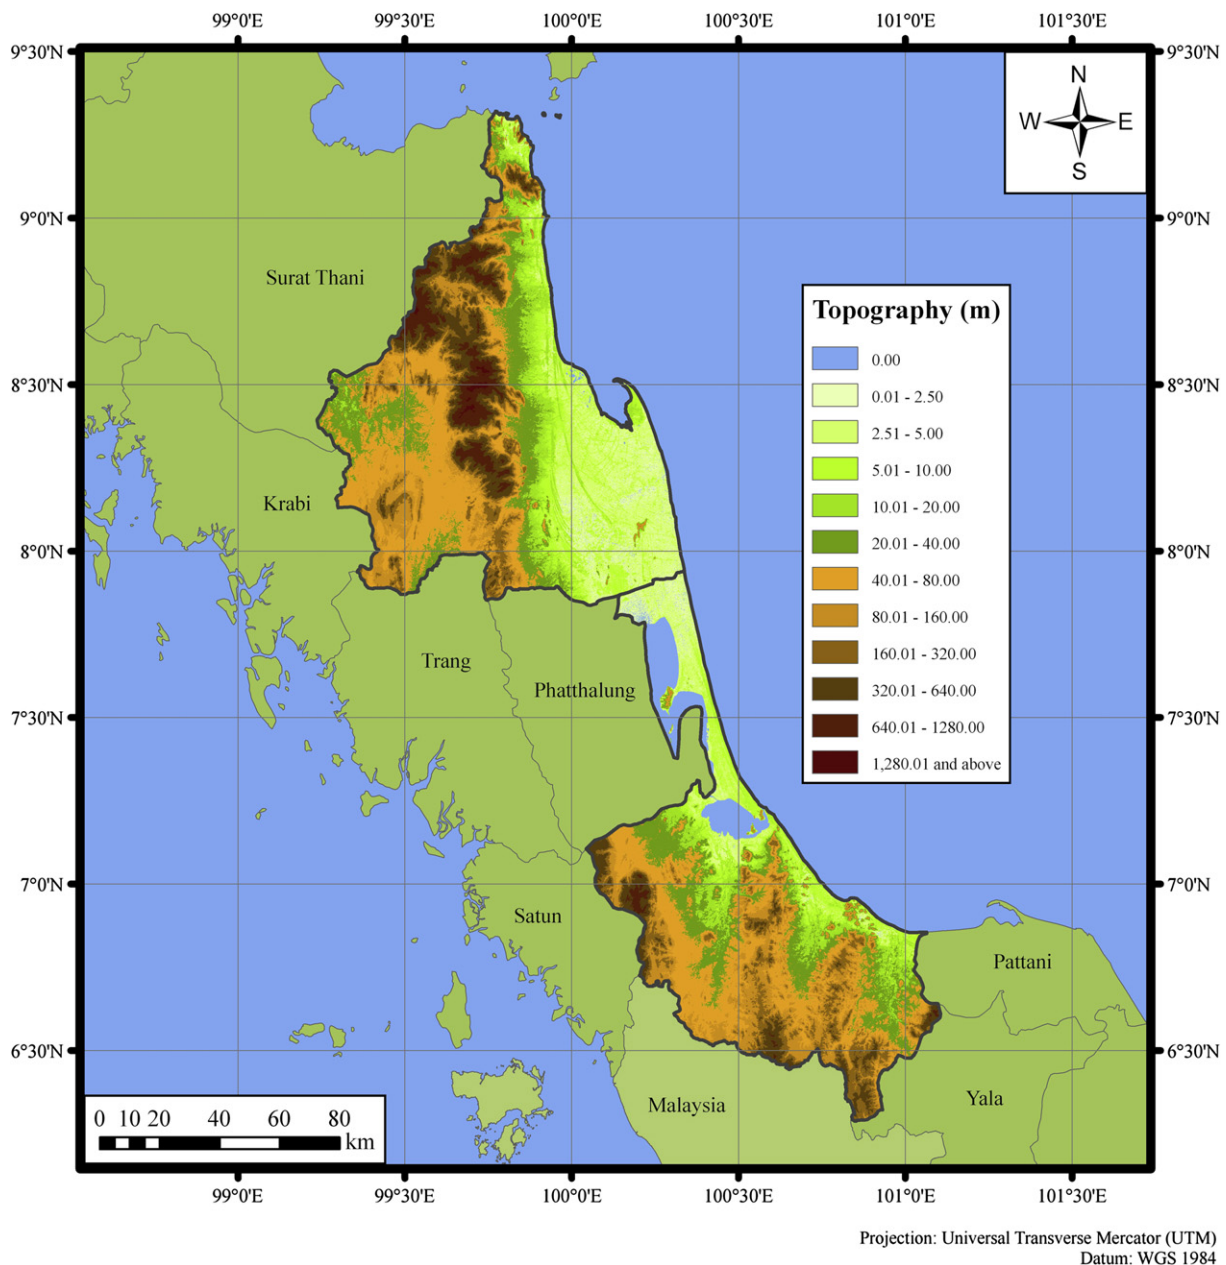 99°0'E 99°30'E 100°0'E 100°30'E 101°0'E 101°30'E
9°30'N 9°30'N
N
W E
S
9°0'N 9°0'N
Surat Thani
Topography (m)
0.00
0.01 - 2.50
2.51 - 5.00
5.01 - 10.00
10.01 - 20.00
20.01 - 40.00
40.01 - 80.00
80.01 - 160.00
160.01 - 320.00
320.01 - 640.00
640.01 - 1280.00
1,280.01 and above
8°30'N 8°30'N
Krabi
8°0'N 8°0'N
Trang
Phatthalung
7°30'N 7°30'N
7°0'N 7°0'N
Satun
Pattani
6°30'N 6°30'N
Malaysia
Yala
0 10 20 40 60 80
km
99°0'E 99°30'E 100°0'E 100°30'E 101°0'E 101°30'E
Projection: Universal Transverse Mercator (UTM)
Datum: WGS 1984